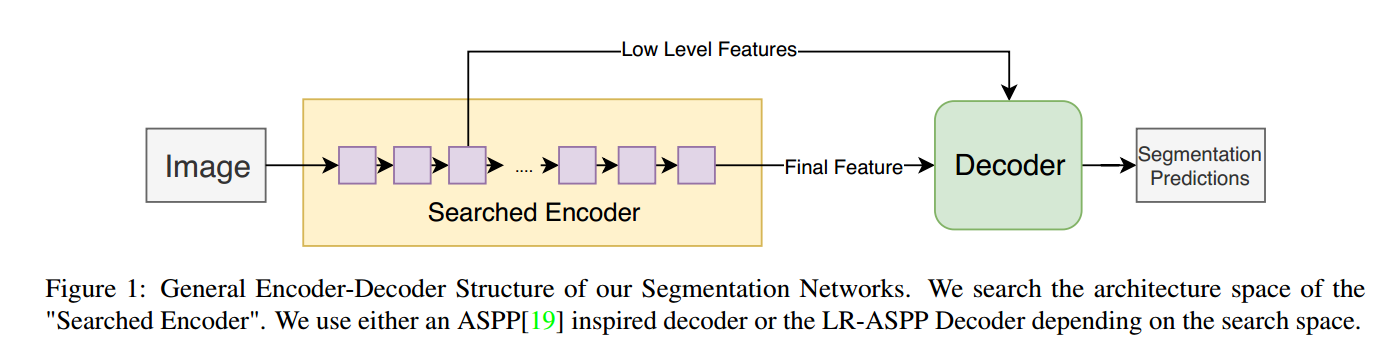 Low Level Features
Image
....
Searched Encoder
Final Feature
Decoder
Segmentation
Predictions
Figure 1: General Encoder-Decoder Structure of our Segmentation Networks. We search the architecture space of the
"Searched Encoder". We use either an ASPP[19] inspired decoder or the LR-ASPP Decoder depending on the search space.